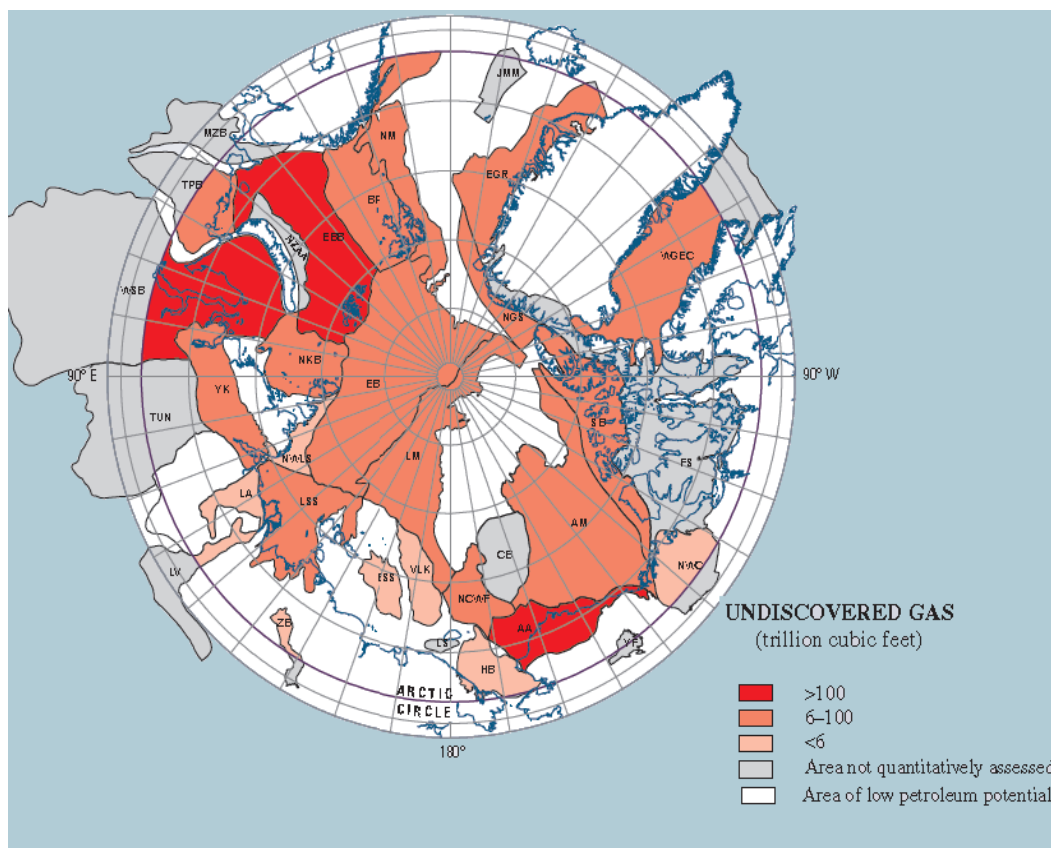 JMM
MZB
NM
TPB
EGR
BP
EBB
NZAA
WGEC
WSB
NGS
NKB
90° E
EB
90° W
YK
TUN
SB
LM
NWLS
FS
LA
LSS
AM
CB
LV
ESS
VLK
NWC
NCWF
ZB
AA
LS
YF
HB
ARCTIC
CIRCLE
180°
UNDISCOVERED GAS
(trillion cubic feet)
>100
6–100
<6
Area not quantitatively assessed
Area of low petroleum potential